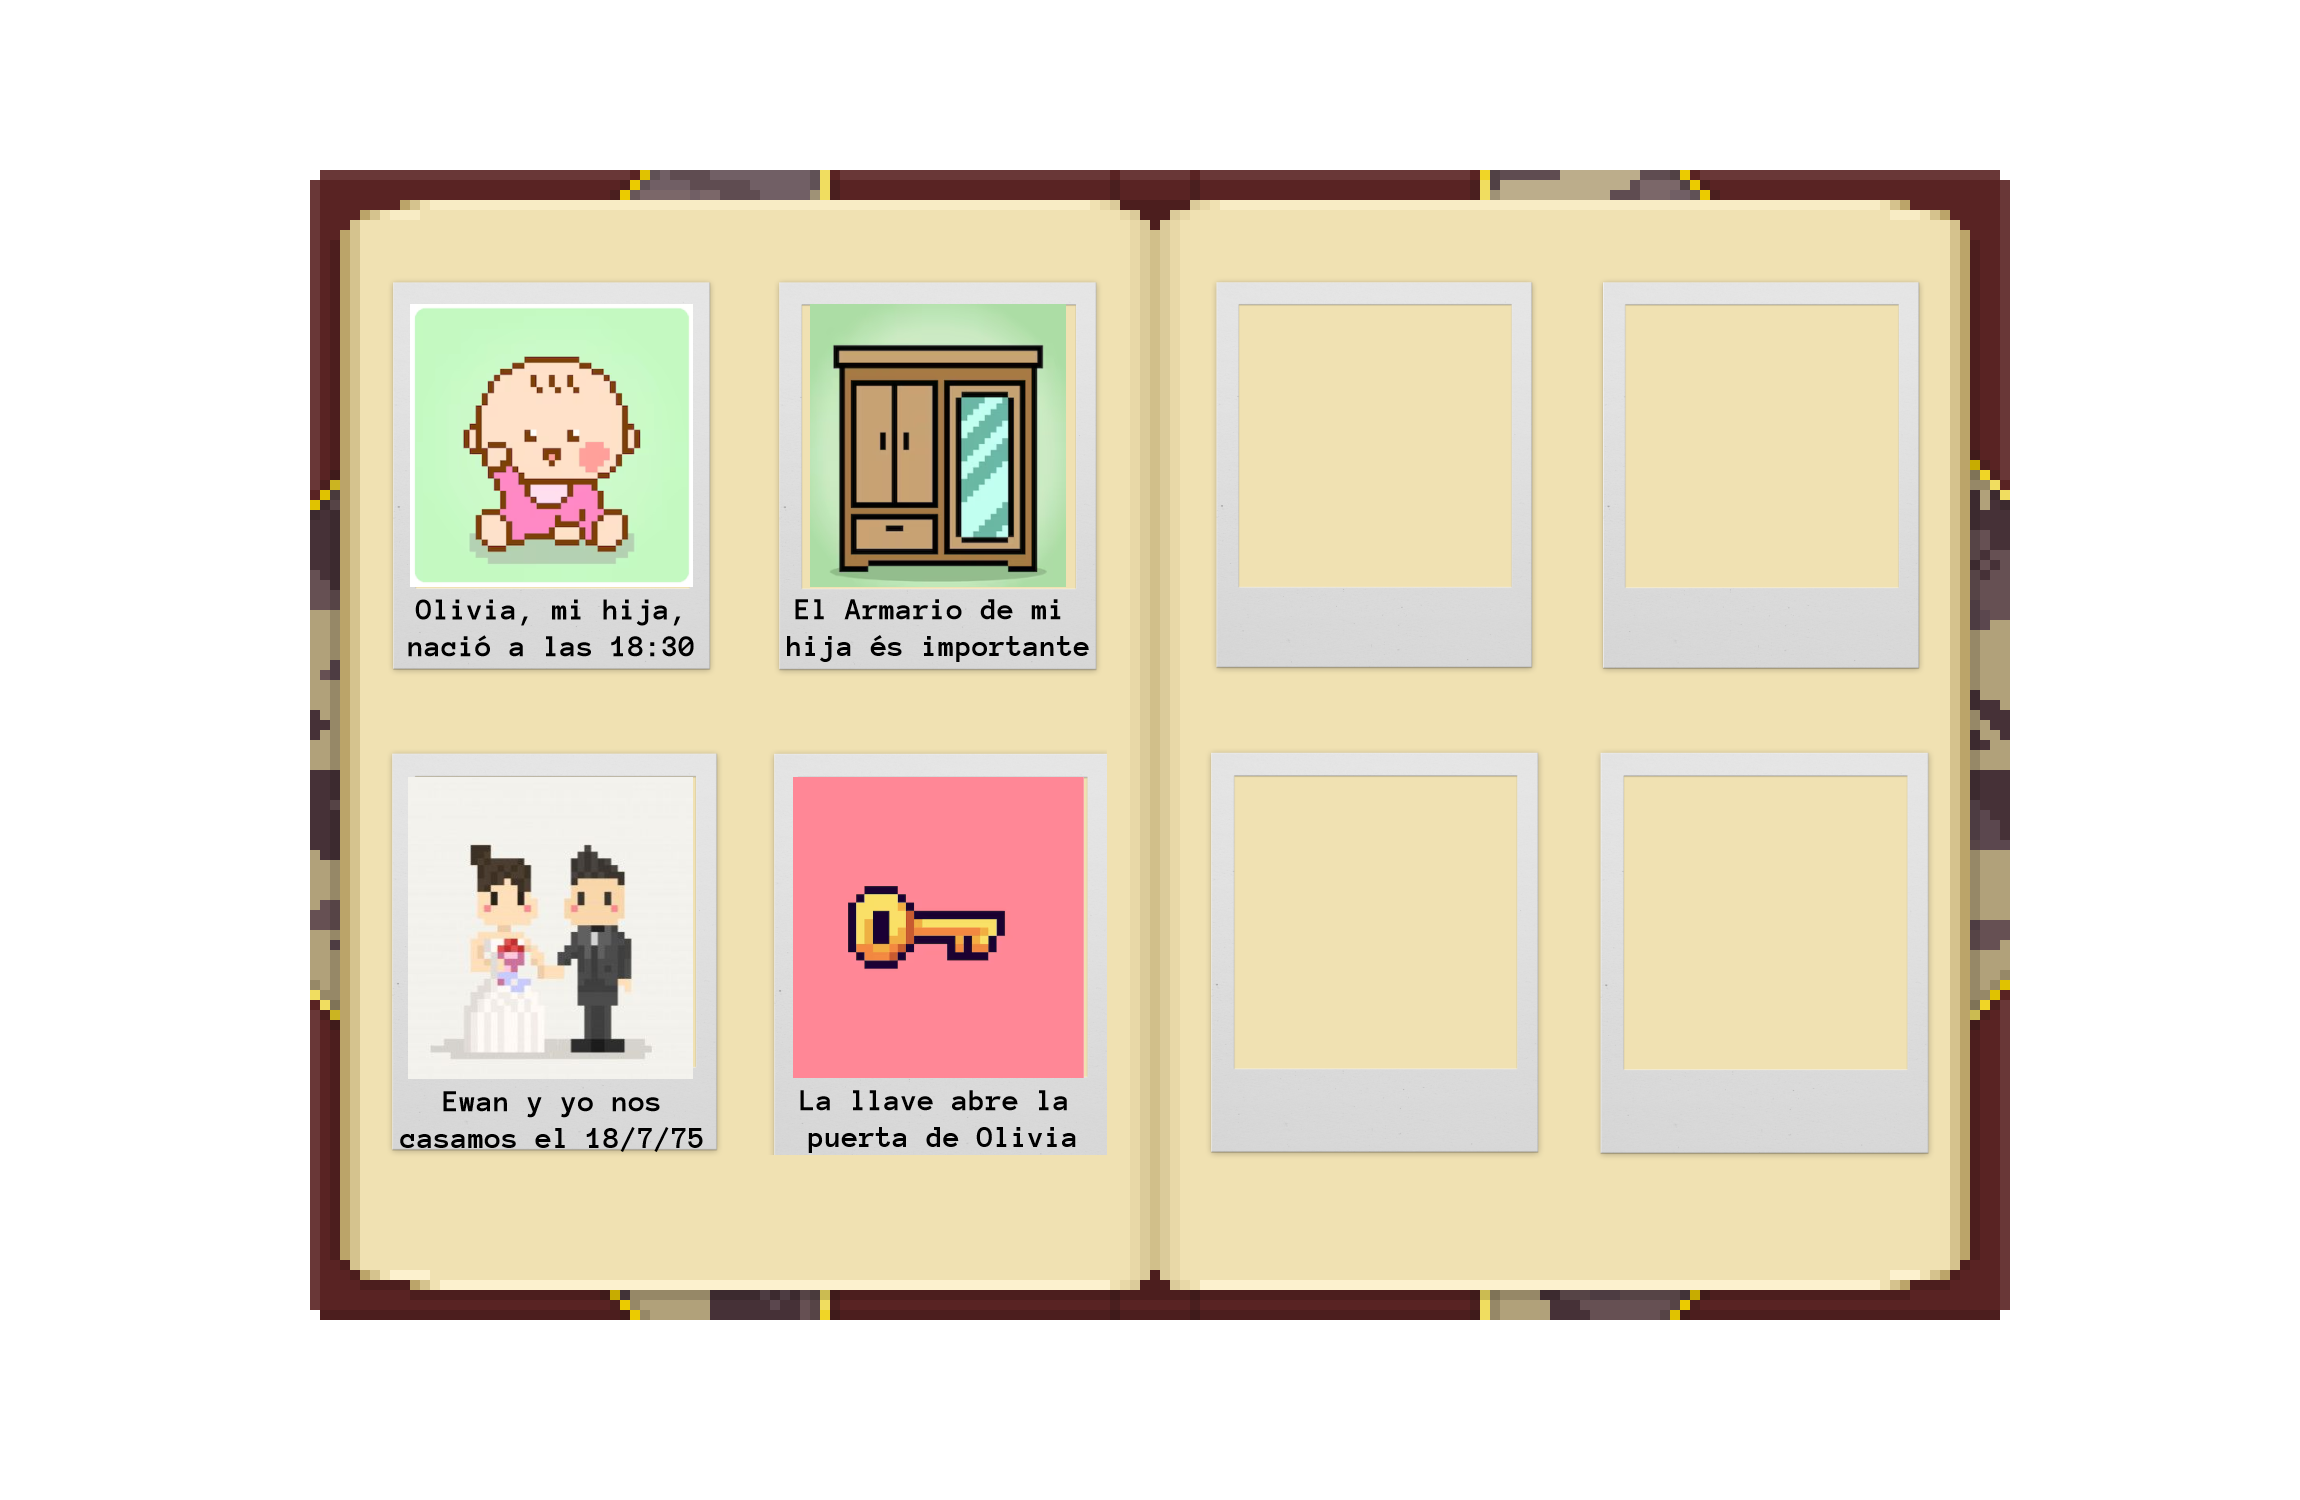 Olivia, mi hija,
nació a las 18:30
El Armario de mi
hija és importante
Ewan y yo nos
casamos el 18/7/75
La llave abre la
puerta de Olivia